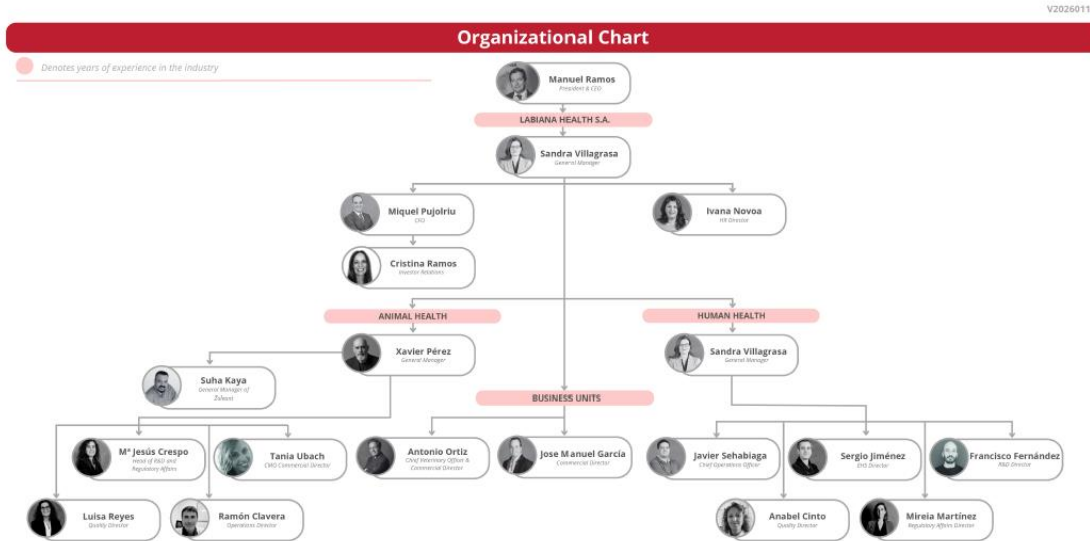 V2026011
Organizational Chart
Denotes years of experience in the industry
Manuel Ramos
President & CEO
LABIANA HEALTH S.A.
Sandra Villagrasa
General Manager
Miquel Pujolriu
CFO
Ivana Novoa
HR Director
Cristina Ramos
Investor Relations
ANIMAL HEALTH
HUMAN HEALTH
Xavier Pérez
General Manager
Sandra Villagrasa
General Manager
Suha Kaya
General Manager of
BUSINESS UNITS
Mª Jesús Crespo
Head of R&D and
Regulatory Affairs
Tania Ubach
CMO Commercial Director
Antonio Ortiz
Chief Veterinary Officer &
Commercial Director
Jose Manuel García
Commercial Director
Javier Sehabiaga
Chief Operations Officer
Sergio Jiménez
EHS Director
Francisco Fernández
R&D Director
Luisa Reyes
Quality Director
Ramón Clavera
Operations Director
Anabel Cinto
Quality Director
Mireia Martínez
Regulatory Affairs Director